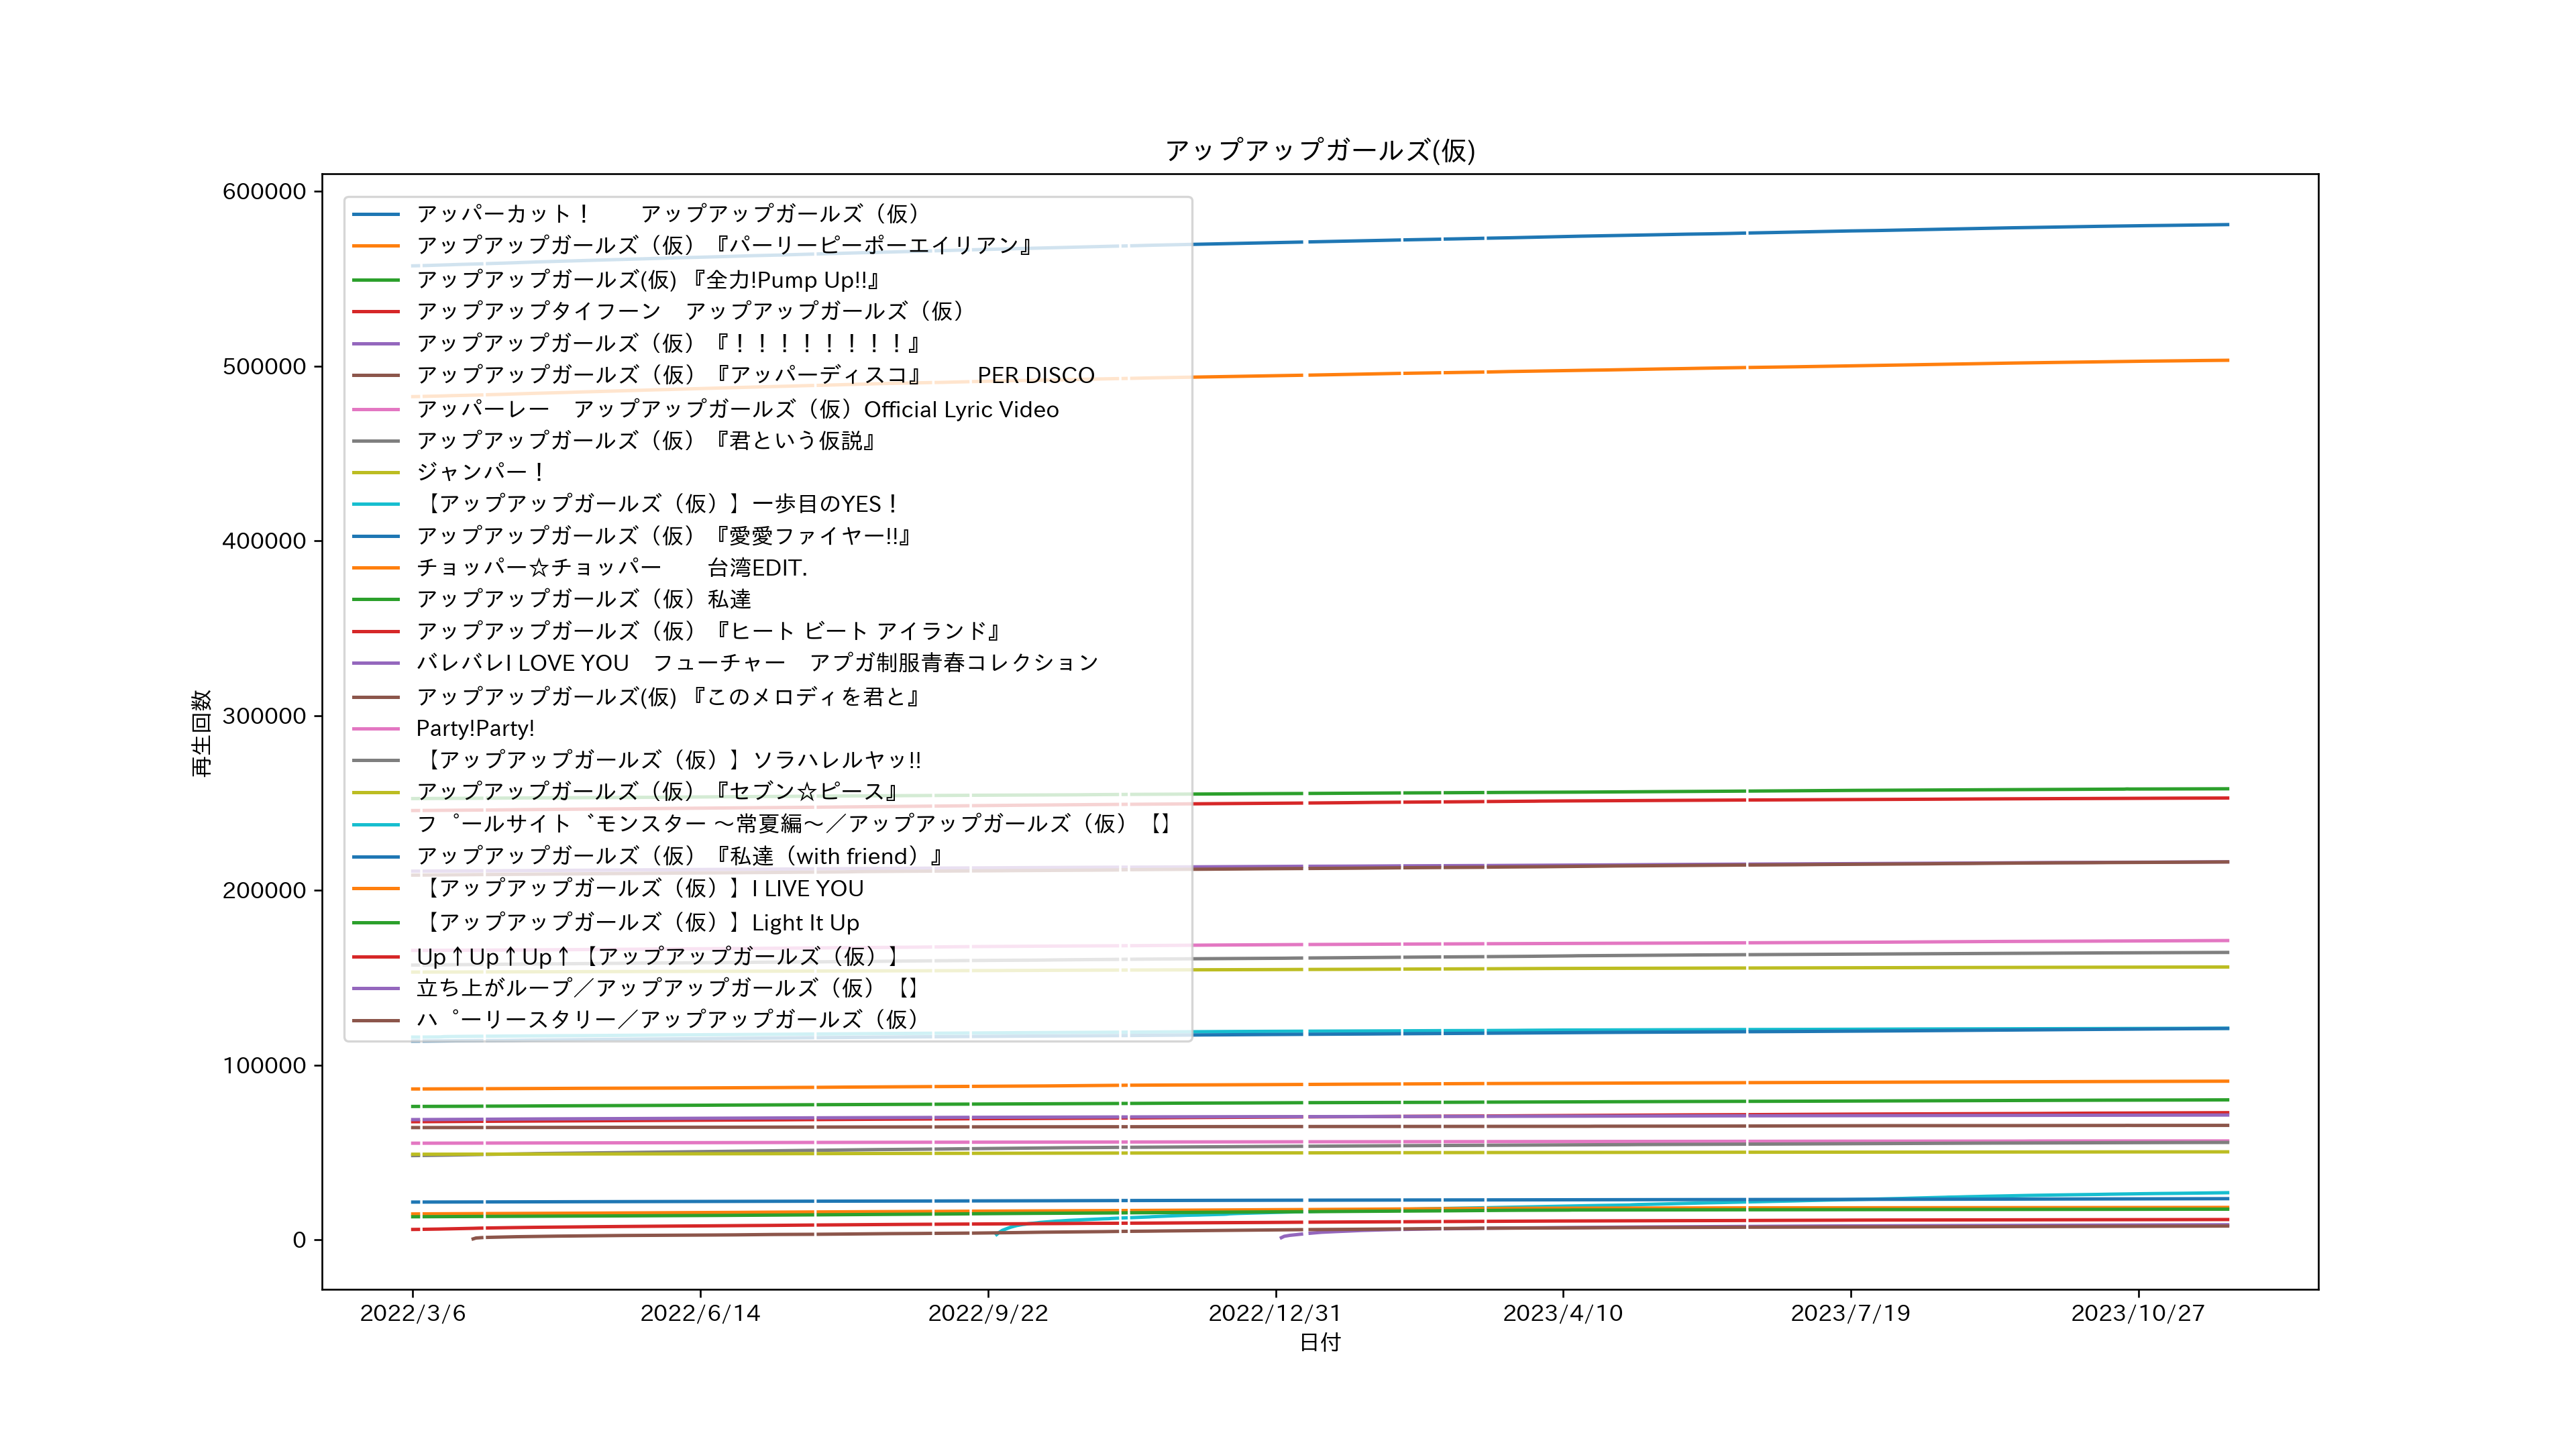 アップアップガールズ(仮)
600000
500000
400000
300000
200000
100000
0
再生回数
アッパーカット！　　アップアップガールズ（仮）
アップアップガールズ（仮）『パーリーピーポーエイリアン』
アップアップガールズ(仮) 『全力!Pump Up!!』
アップアップタイフーン　アップアップガールズ（仮）
アップアップガールズ（仮）『！！！！！！！！』
アップアップガールズ（仮）『アッパーディスコ』　　PER DISCO
アッパーレー　アップアップガールズ（仮）Official Lyric Video
アップアップガールズ（仮）『君という仮説』
ジャンパー！
【アップアップガールズ（仮）】一歩目のYES！
アップアップガールズ（仮）『愛愛ファイヤー!!』
チョッパー☆チョッパー　　台湾EDIT.
アップアップガールズ（仮）私達
アップアップガールズ（仮）『ヒート ビート アイランド』
バレバレI LOVE YOU　フューチャー　アプガ制服青春コレクション
アップアップガールズ(仮) 『このメロディを君と』
Party!Party!
【アップアップガールズ（仮）】ソラハレルヤッ!!
アップアップガールズ（仮）『セブン☆ピース』
フ゜ールサイト゛モンスター 〜常夏編〜／アップアップガールズ（仮）【】
アップアップガールズ（仮）『私達（with friend）』
【アップアップガールズ（仮）】I LIVE YOU
【アップアップガールズ（仮）】Light It Up
Up↑Up↑Up↑【アップアップガールズ（仮）】
立ち上がループ／アップアップガールズ（仮）【】
ハ゜ーリースタリー／アップアップガールズ（仮）
2022/3/6
2022/6/14
2022/9/22
2022/12/31
2023/4/10
2023/7/19
2023/10/27
日付